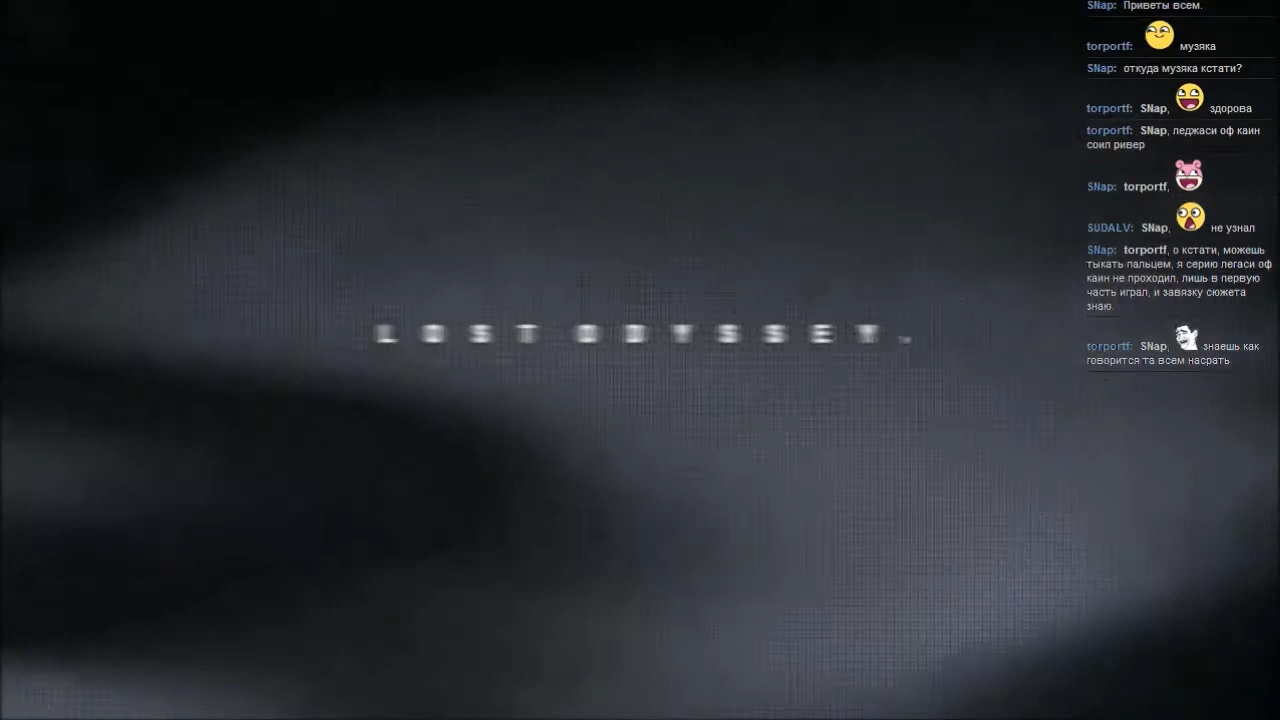 SNap: Приветы всем.
torportf: музяка
SNap: откуда музяка кстати?
torportf: SNap, здорова
torportf: SNap, леджаси оф каин
соил ривер
SNap: torportf,
SUDALV: SNap, не узнал
SNap: torportf, о кстати, можешь
тыкать пальцем, я серию легаси оф
каин не проходил, лишь в первую
часть играл, и завязку сюжета
знаю.
torportf: SNap, знаешь как
говорится та всем насрать
LOST ODYSSEY